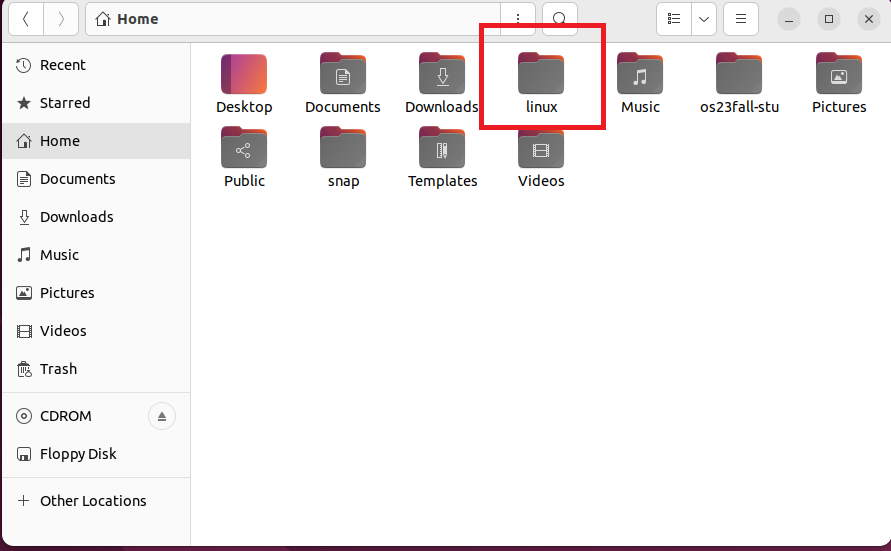 Home
Recent
Starred
Home
Documents
Downloads
Music
Pictures
Videos
Trash
CDROM
Floppy Disk
Other Locations
Desktop Documents Downloads linux Music os23fall-stu Pictures
Public snap Templates Videos